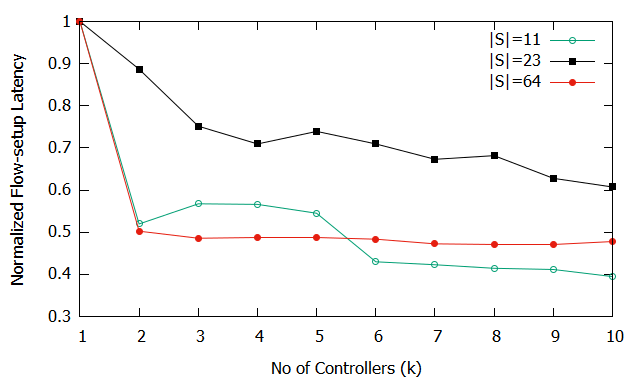 |S|=11
|S|=23
|S|=64
Normalized Flow-setup Latency
1
0.9
0.8
0.7
0.6
0.5
0.4
0.3
1 2 3 4 5 6 7 8 9 10
No of Controllers (k)